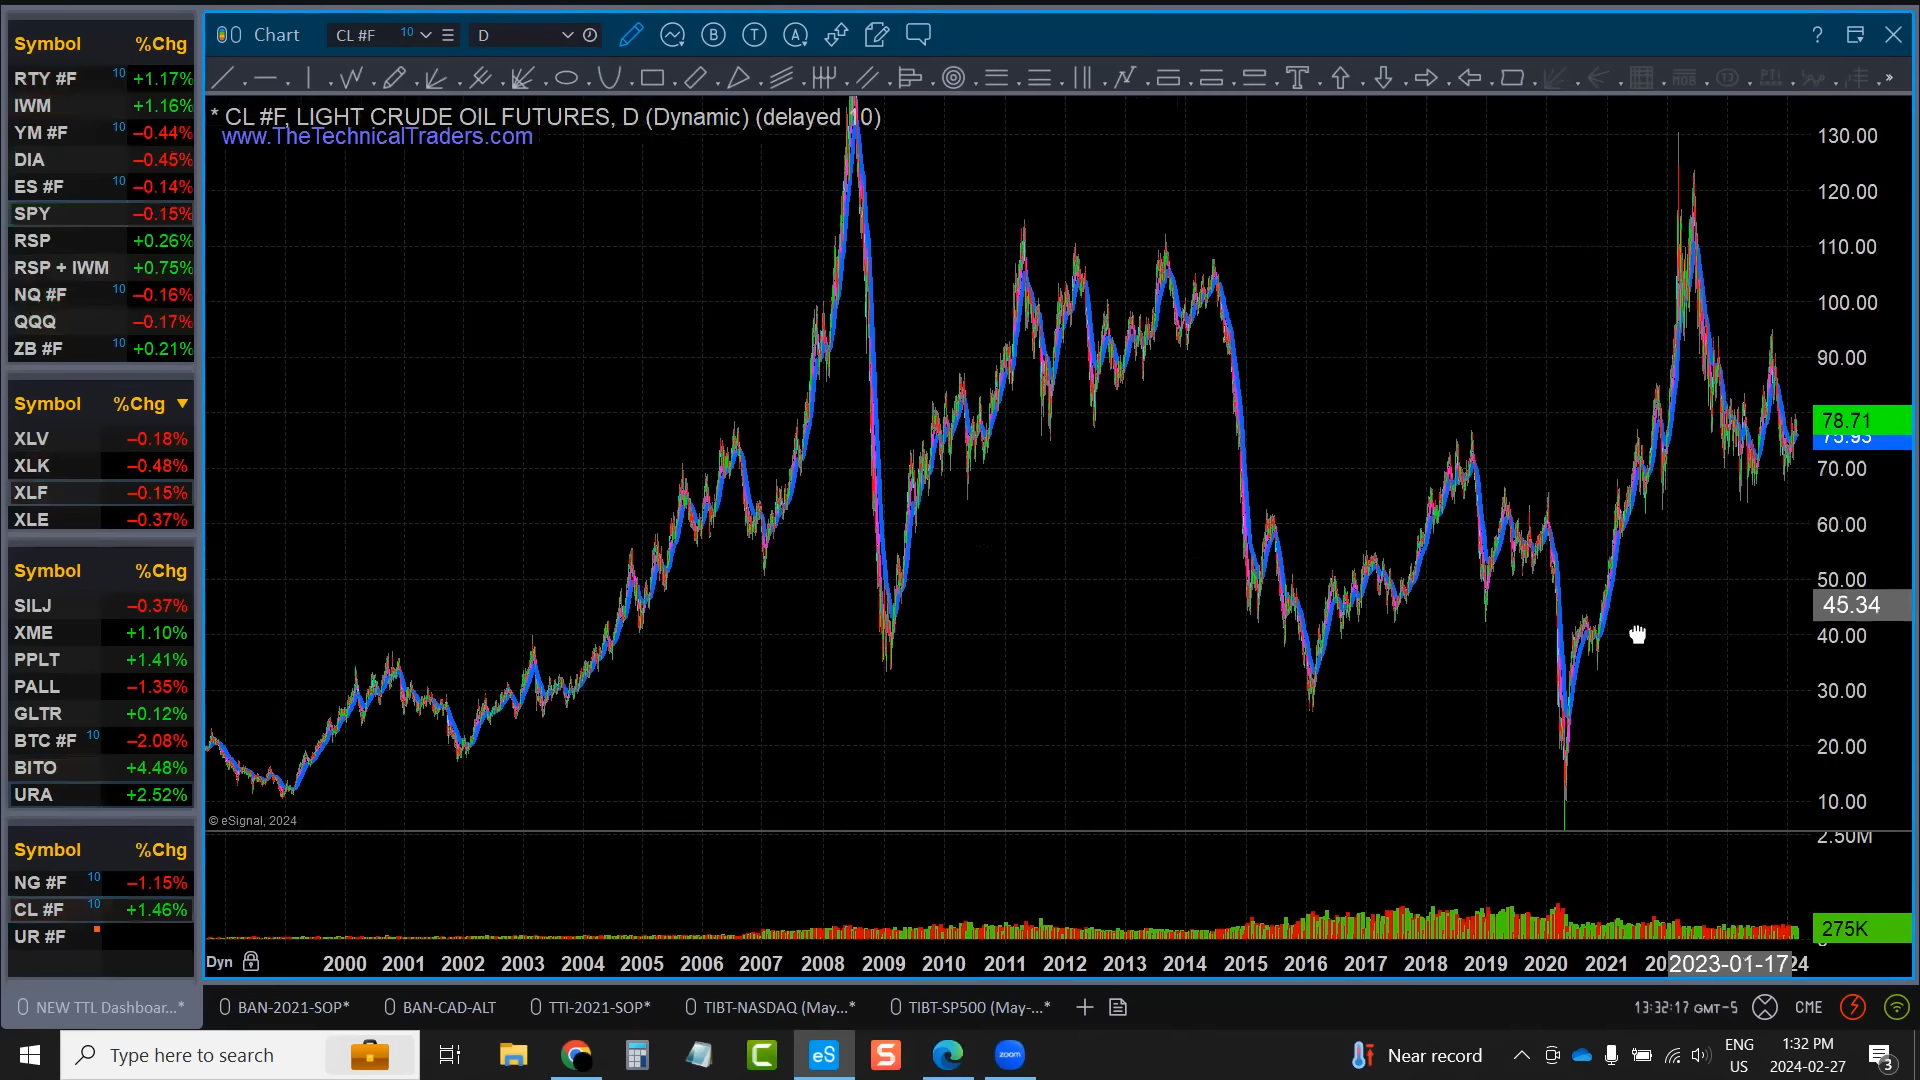 Symbol %Chg
RTY #F 10 +1.17%
IWM +1.16%
YM #F 10 –0.44%
DIA –0.45%
ES #F 10 –0.14%
SPY –0.15%
RSP +0.26%
RSP + IWM +0.75%
NQ #F 10 –0.16%
QQQ –0.17%
ZB #F 10 +0.21%
Symbol %Chg ▼
XLV –0.18%
XLK –0.48%
XLF –0.15%
XLE –0.37%
Symbol %Chg
SILJ –0.37%
XME +1.10%
PPLT +1.41%
PALL –1.35%
GLTR +0.12%
BTC #F 10 –2.08%
BITO +4.48%
URA +2.52%
Symbol %Chg
NG #F 10 –1.15%
CL #F 10 +1.46%
UR #F
Chart CL #F 10 D B T A ?
* CL #F, LIGHT CRUDE OIL FUTURES, D (Dynamic) (delayed 10)
www.TheTechnicalTraders.com
130.00
120.00
110.00
100.00
90.00
78.71
75.93
70.00
60.00
50.00
45.34
40.00
30.00
20.00
10.00
© eSignal, 2024
2.50M
275K
Dyn 2000 2001 2002 2003 2004 2005 2006 2007 2008 2009 2010 2011 2012 2013 2014 2015 2016 2017 2018 2019 2020 2021 20 2023-01-17 24
NEW TTL Dashboar...* BAN-2021-SOP* BAN-CAD-ALT TTI-2021-SOP* TIBT-NASDAQ (May...* TIBT-SP500 (May-...* 13:32:17 GMT-5 CME
Type here to search eS S zoom Near record ENG US 1:32 PM 2024-02-27 3